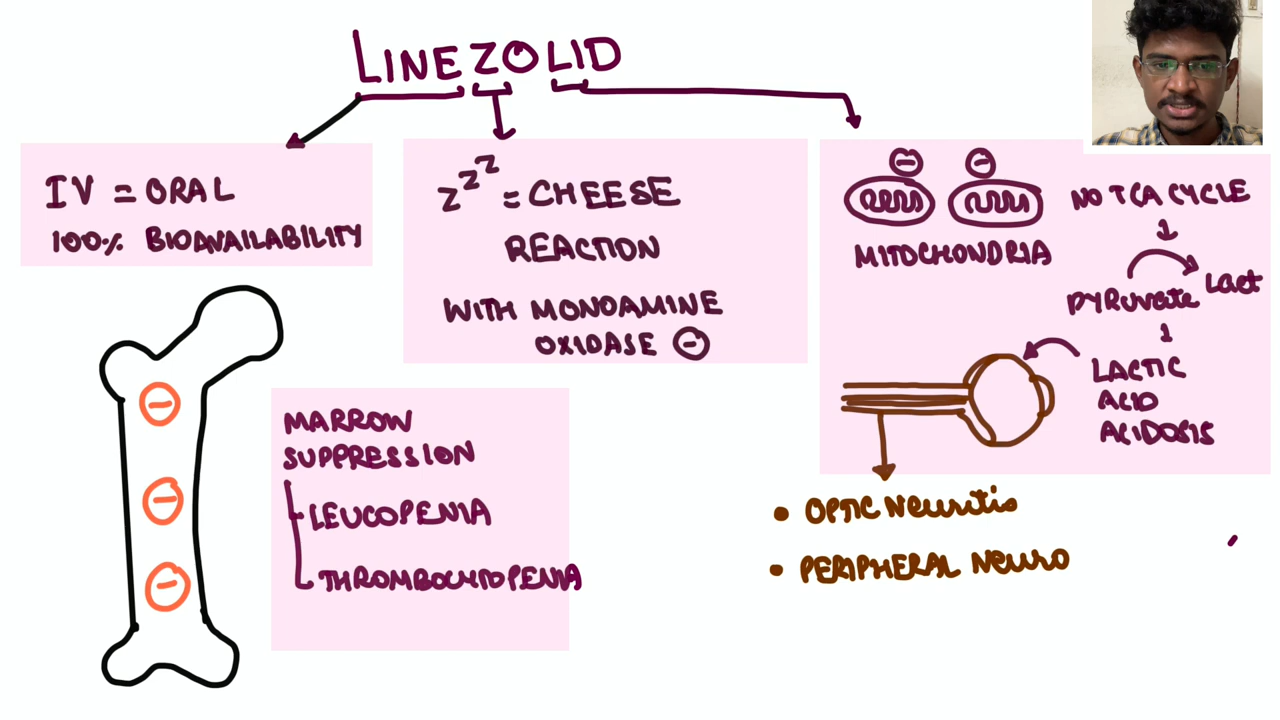 LINEZOLID
IV = ORAL
100% BIOAVAILABILITY
zzz = CHEESE
REACTION
WITH MONOAMINE
OXIDASE -
MARROW
SUPPRESSION
LEUCOPENIA
THROMBOCYTOPENIA
- -
MITOCHONDRIA
NO TCA CYCLE
PYRUVATE Lact
LACTIC
ACID
ACIDOSIS
• OPTIC Neuritis
• PERIPHERAL Neuro